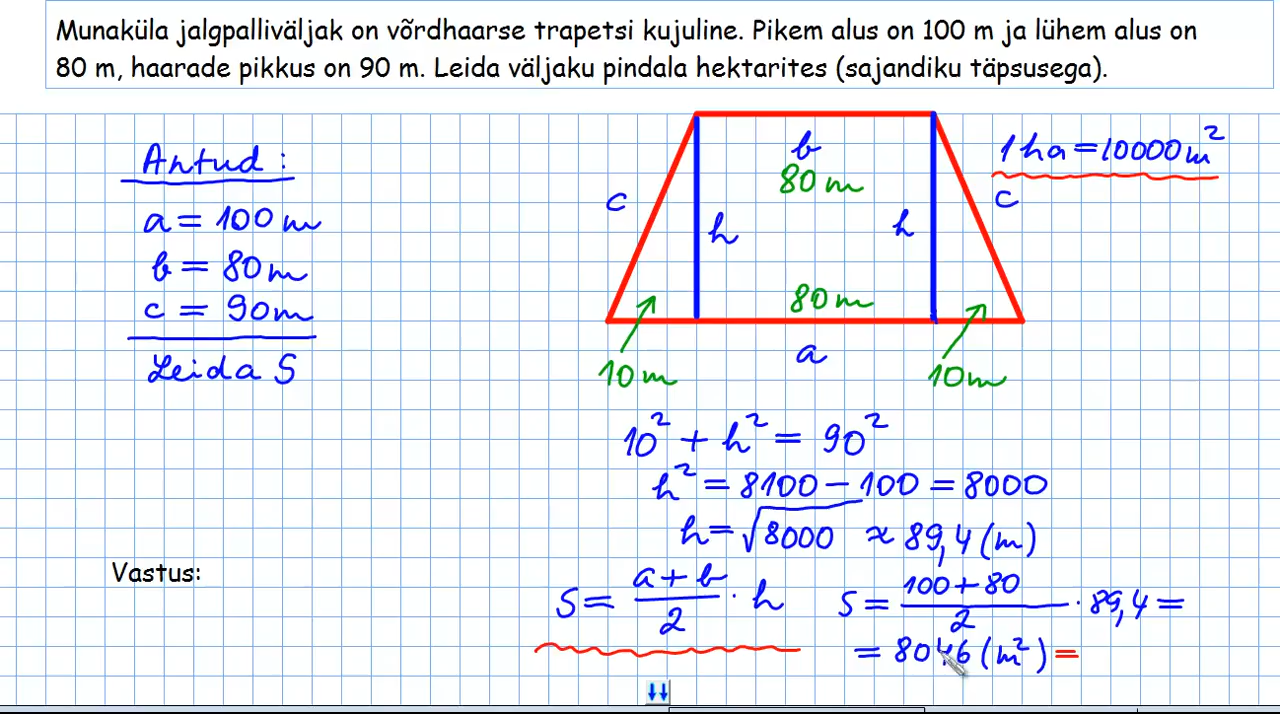 Munaküla jalgpalliväljak on võrdhaarse trapetsi kujuline. Pikem alus on 100 m ja lühem alus on
80 m, haarade pikkus on 90 m. Leida väljaku pindala hektarites (sajandiku täpsusega).
Antud:
a = 100 m
b = 80 m
c = 90 m
Leida S
b
80 m
1 ha = 10000 m²
c
c
h
h
80 m
10 m
a
10 m
10² + h² = 90²
h² = 8100 - 100 = 8000
h = √8000 ≈ 89,4 (m)
Vastus:
S = (a + b)/2 · h
S = (100 + 80)/2 · 89,4 =
= 8046 (m²) =